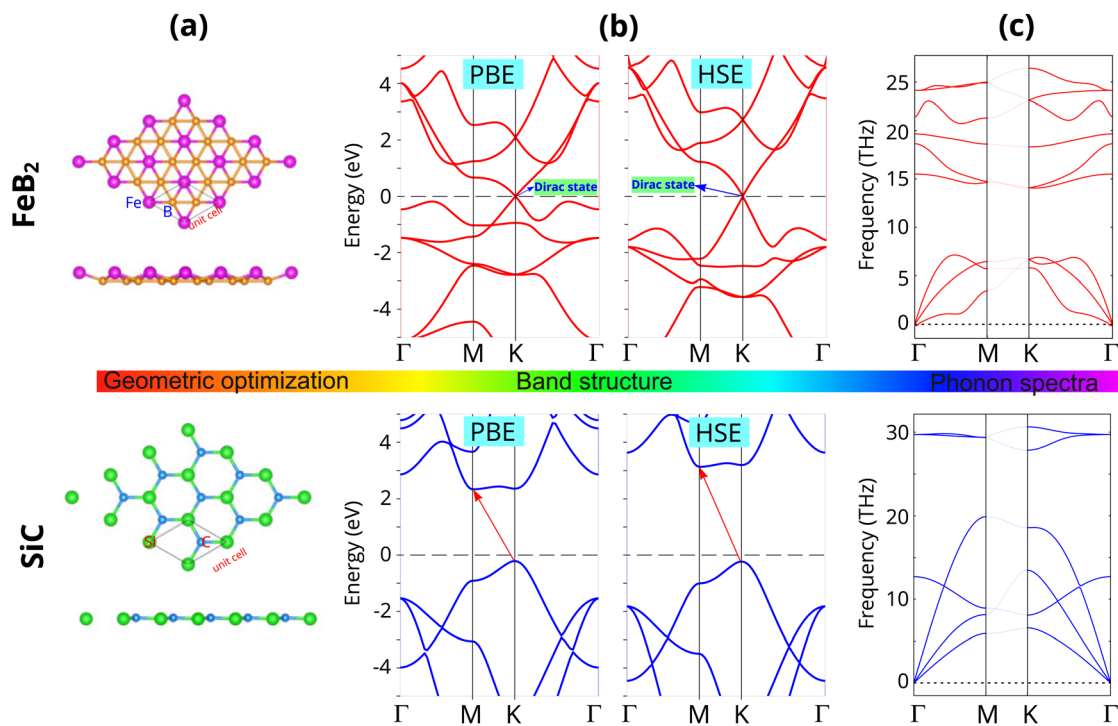 (a) (b) (c)
FeB₂
Fe
B
unit cell
Energy (eV)
4
2
0
-2
-4
PBE
Dirac state
Γ M K Γ
HSE
Dirac state
Γ M K Γ
Frequency (THz)
25
20
15
10
5
0
Γ M K Γ
Geometric optimization Band structure Phonon spectra
SiC
Si
C
unit cell
Energy (eV)
4
2
0
-2
-4
PBE
Γ M K Γ
HSE
Γ M K Γ
Frequency (THz)
30
20
10
0
Γ M K Γ